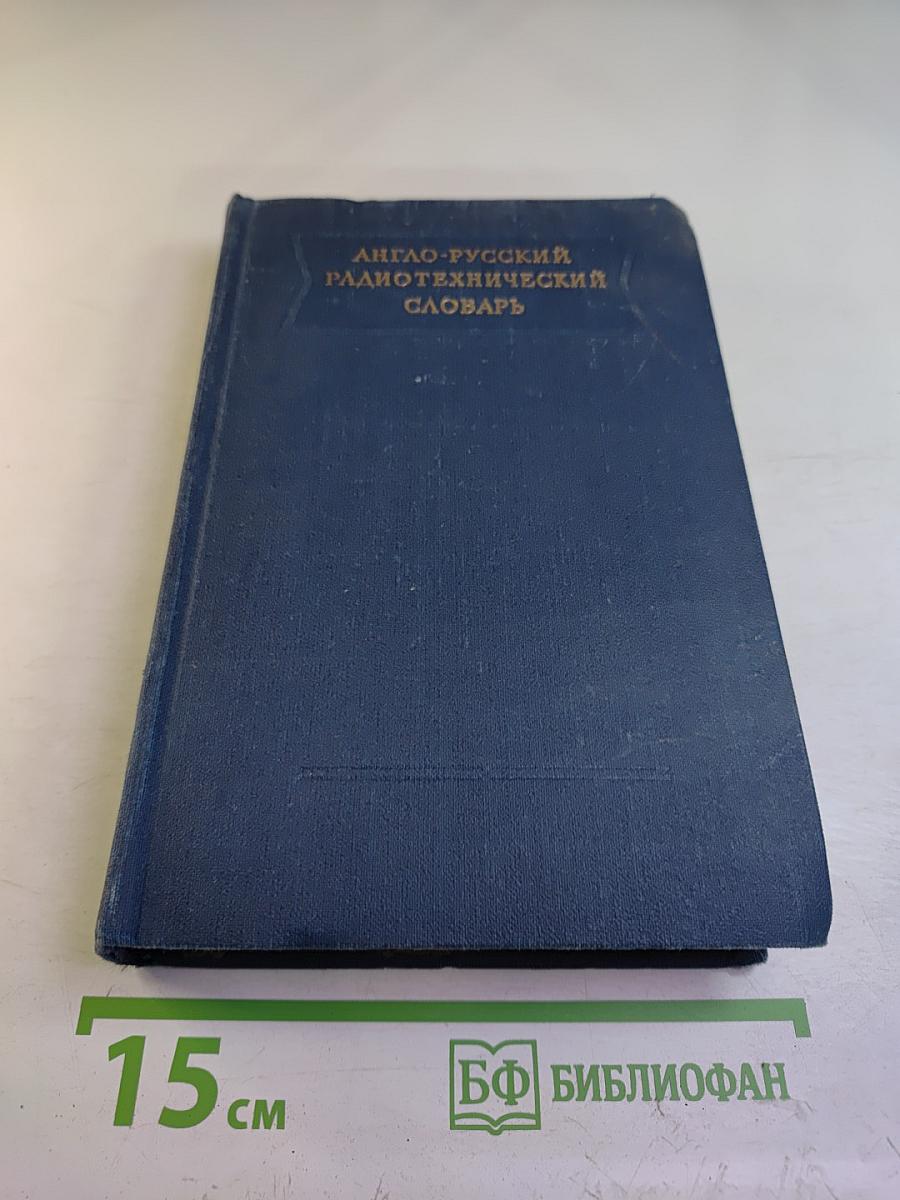 АНГЛО-РУССКИЙ
РАДИОТЕХНИЧЕСКИЙ
СЛОВАРЬ
15 см
БФ БИБЛИОФАН